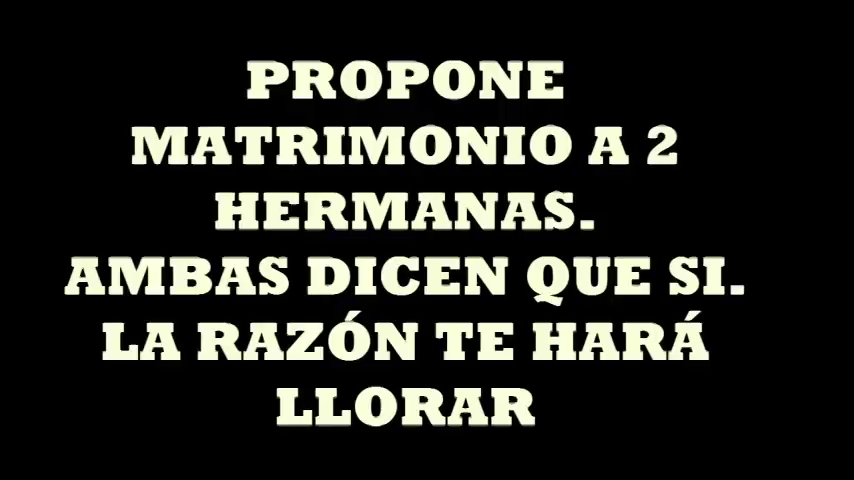 PROPONE
MATRIMONIO A 2
HERMANAS.
AMBAS DICEN QUE SI.
LA RAZÓN TE HARÁ
LLORAR